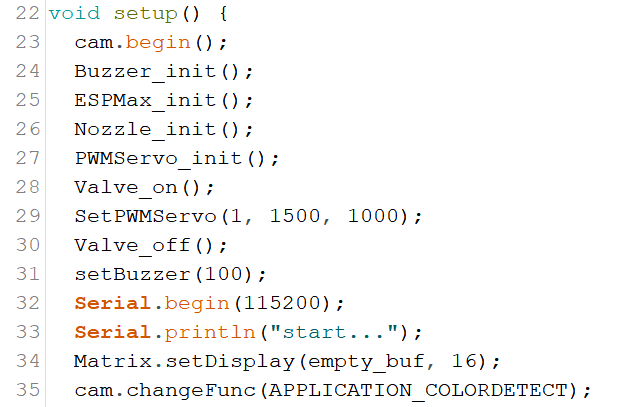 22 void setup() {
23   cam.begin();
24   Buzzer_init();
25   ESPMax_init();
26   Nozzle_init();
27   PWMServo_init();
28   Valve_on();
29   SetPWMServo(1, 1500, 1000);
30   Valve_off();
31   setBuzzer(100);
32   Serial.begin(115200);
33   Serial.println("start...");
34   Matrix.setDisplay(empty_buf, 16);
35   cam.changeFunc(APPLICATION_COLORDETECT);